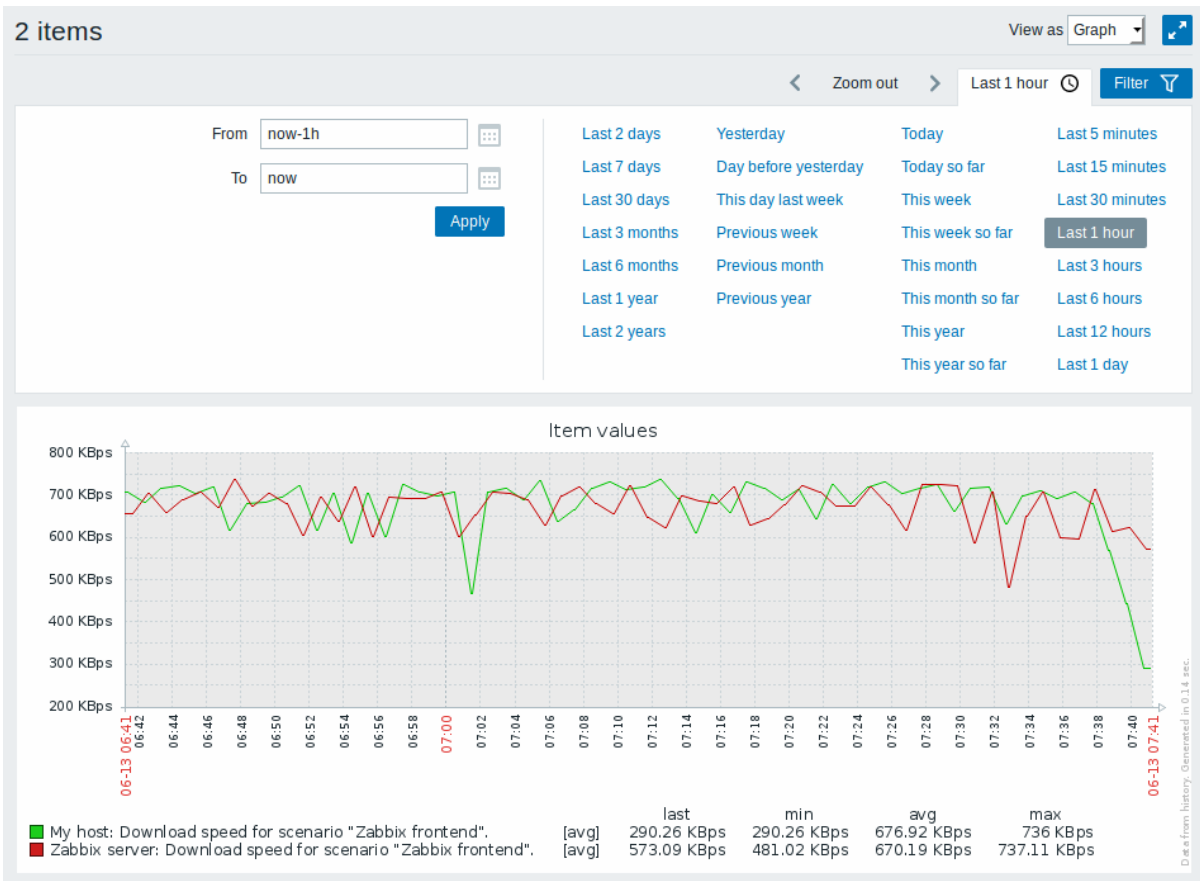 2 items
View as Graph
Zoom out
Last 1 hour
Filter
From now-1h
To now
Apply
Last 2 days Yesterday Today Last 5 minutes
Last 7 days Day before yesterday Today so far Last 15 minutes
Last 30 days This day last week This week Last 30 minutes
Last 3 months Previous week This week so far Last 1 hour
Last 6 months Previous month This month Last 3 hours
Last 1 year Previous year This month so far Last 6 hours
Last 2 years This year Last 12 hours
This year so far Last 1 day
Item values
800 KBps
700 KBps
600 KBps
500 KBps
400 KBps
300 KBps
200 KBps
06-13 06:41 06:42 06:44 06:46 06:48 06:50 06:52 06:54 06:56 06:58 07:00 07:02 07:04 07:06 07:08 07:10 07:12 07:14 07:16 07:18 07:20 07:22 07:24 07:26 07:28 07:30 07:32 07:34 07:36 07:38 07:40 06-13 07:41
last min avg max
My host: Download speed for scenario "Zabbix frontend". [avg] 290.26 KBps 290.26 KBps 676.92 KBps 736 KBps
Zabbix server: Download speed for scenario "Zabbix frontend". [avg] 573.09 KBps 481.02 KBps 670.19 KBps 737.11 KBps
Data from history. Generated in 0.14 sec.